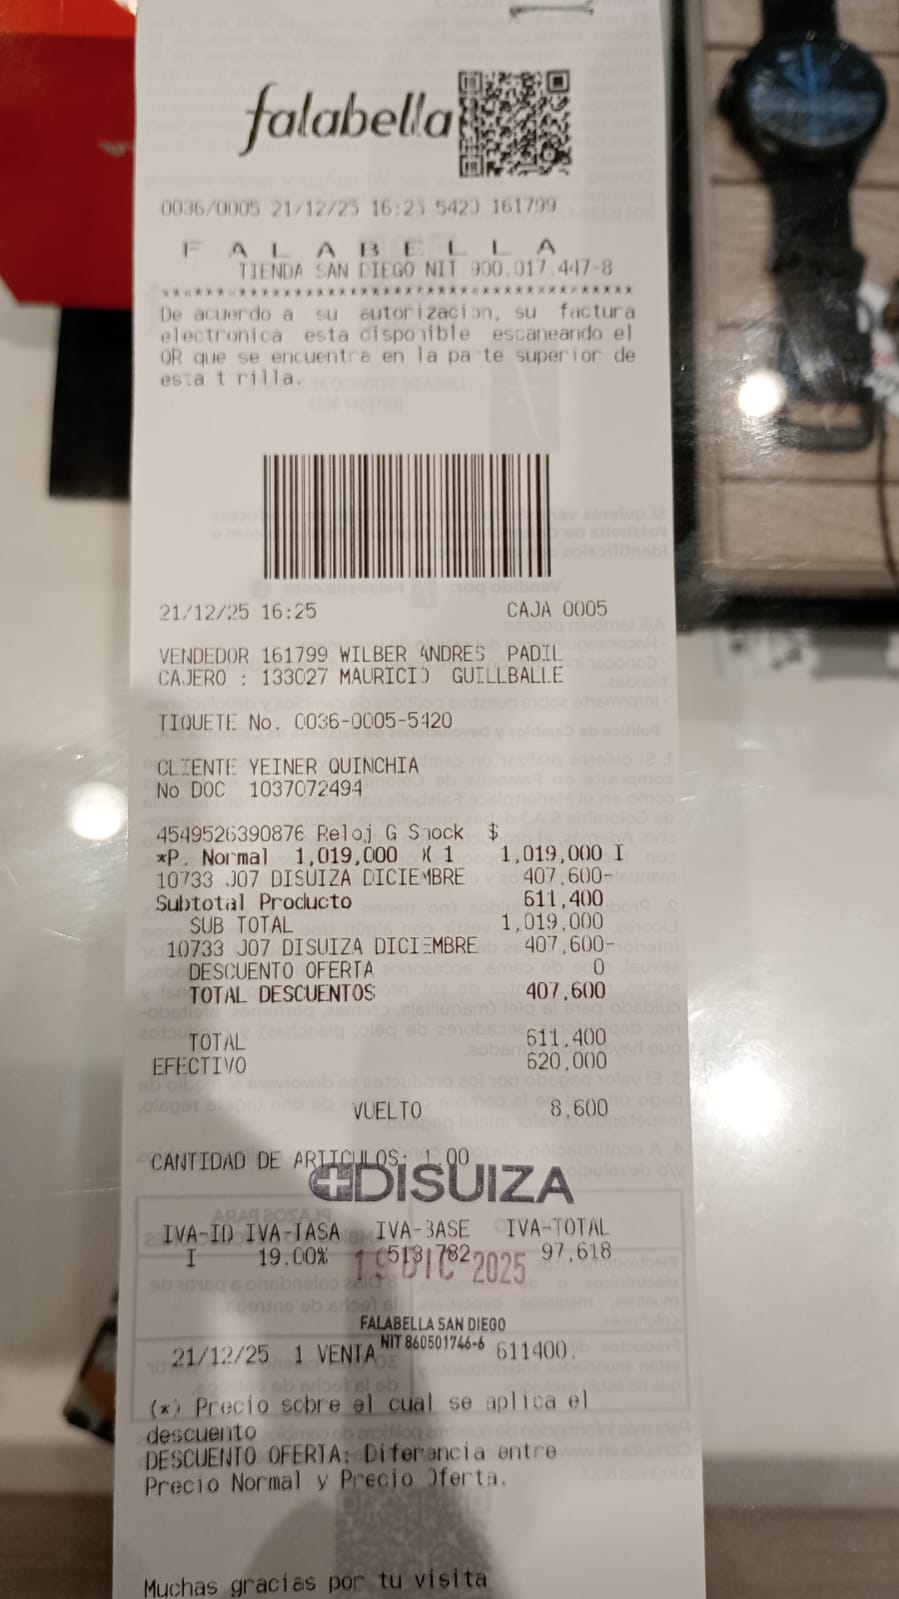 falabella
0036/0005 21/12/25 16:25 5420 161799
F A L A B E L L A
TIENDA SAN DIEGO NIT 900.017.447-8
****************************************
De acuerdo a su autorizacion, su factura
electronica esta disponible escaneando el
QR que se encuentra en la parte superior de
esta tirilla.
21/12/25 16:25 CAJA 0005
VENDEDOR 161799 WILBER ANDRES PADIL
CAJERO : 133027 MAURICIO GUILLBALLE
TIQUETE No. 0036-0005-5420
CLIENTE YEINER QUINCHIA
No DOC 1037072494
4549526390876 Reloj G Shock $
*P. Normal 1,019,000 X 1 1,019,000 I
10733 J07 DISUIZA DICIEMBRE 407,600-
Subtotal Producto 611,400
SUB TOTAL 1,019,000
10733 J07 DISUIZA DICIEMBRE 407,600-
DESCUENTO OFERTA 0
TOTAL DESCUENTOS 407,600
TOTAL 611,400
EFECTIVO 620,000
VUELTO 8,600
CANTIDAD DE ARTICULOS: 1.00
DISUIZA
IVA-ID IVA-TASA IVA-BASE IVA-TOTAL
I 19.00% 513,782 97,618
DIC 2025
FALABELLA SAN DIEGO
NIT 860501746-6
21/12/25 1 VENTA 611400.
(*) Precio sobre el cual se aplica el
descuento
DESCUENTO OFERTA: Diferencia entre
Precio Normal y Precio Oferta.
Muchas gracias por tu visita